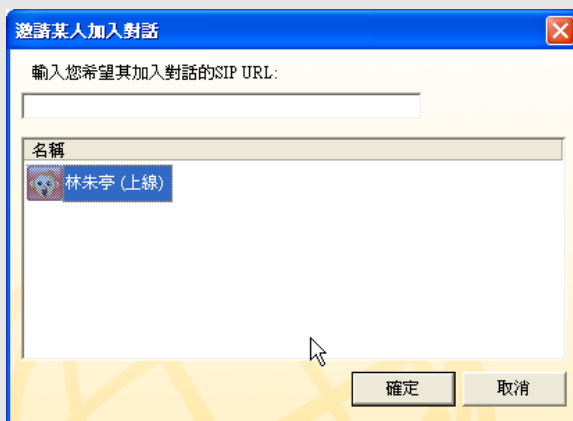 邀請某人加入對話
輸入您希望其加入對話的SIP URL:
名稱
林朱亭 (上線)
確定
取消